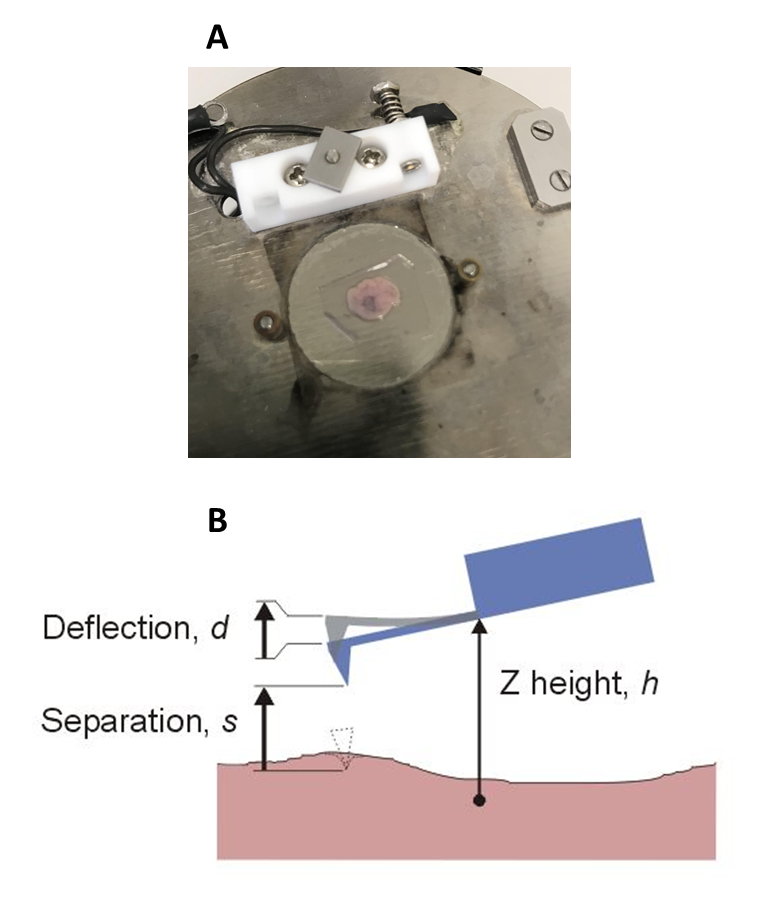 A
B
Deflection, d
Z height, h
Separation, s